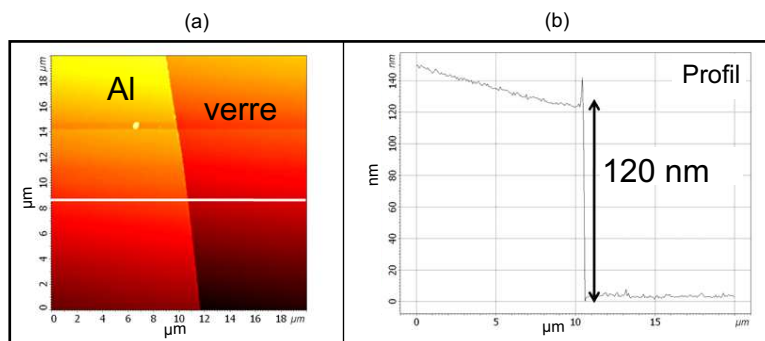 (a)
(b)
Al
verre
0 2 4 6 8 10 12 14 16 18
μm
0 2 4 6 8 10 12 14 16 18 μm
μm
Profil
120 nm
nm
0 20 40 60 80 100 120 140
nm
0 5 10 15 μm
μm